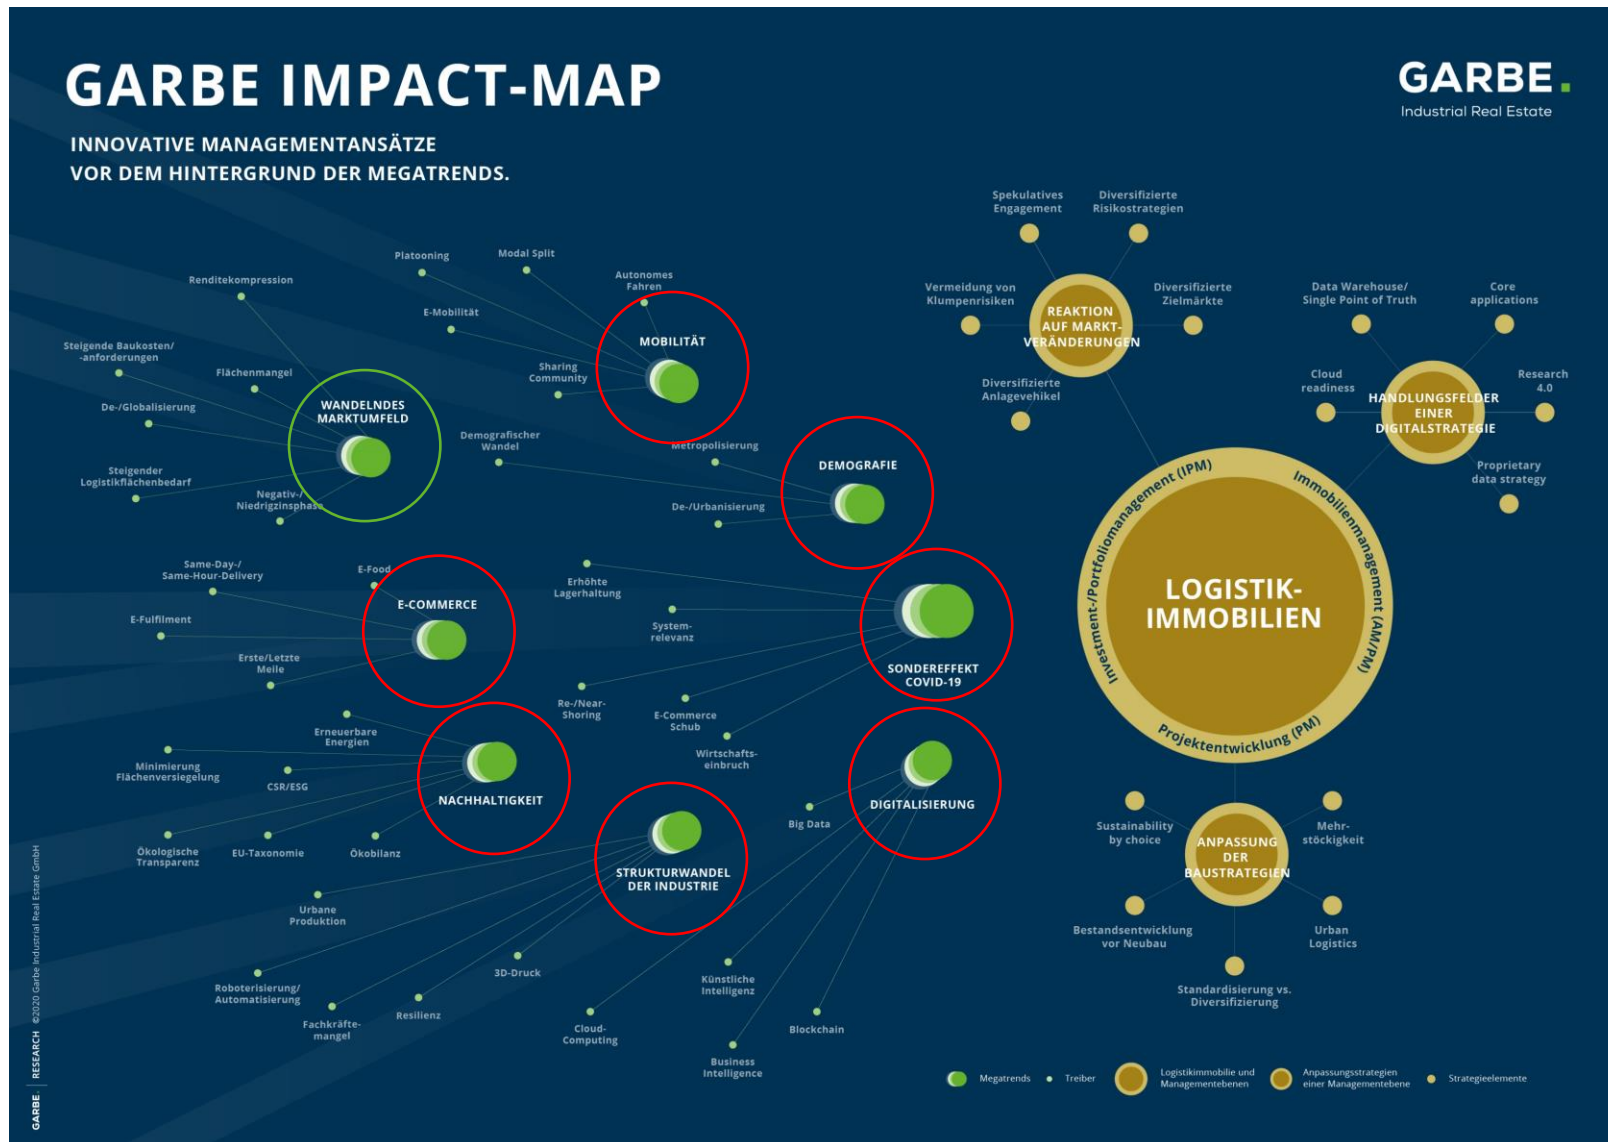 GARBE IMPACT-MAP
INNOVATIVE MANAGEMENTANSÄTZE
VOR DEM HINTERGRUND DER MEGATRENDS.
GARBE.
Industrial Real Estate
Renditekompression
Steigende Baukosten/
-anforderungen
Flächenmangel
De-/Globalisierung
Steigender
Logistikflächenbedarf
Negativ-/
Niedrigzinsphase
WANDELNDES
MARKTUMFELD
Platooning
Modal Split
Autonomes
Fahren
E-Mobilität
Sharing
Community
MOBILITÄT
Demografischer
Wandel
Metropolisierung
De-/Urbanisierung
DEMOGRAFIE
Same-Day-/
Same-Hour-Delivery
E-Food
E-Fulfilment
Erste/Letzte
Meile
E-COMMERCE
Erhöhte
Lagerhaltung
System-
relevanz
Re-/Near-
Shoring
E-Commerce
Schub
Wirtschafts-
einbruch
SONDEREFFEKT
COVID-19
Erneuerbare
Energien
Minimierung
Flächenversiegelung
CSR/ESG
Ökologische
Transparenz
EU-Taxonomie
Ökobilanz
NACHHALTIGKEIT
Urbane
Produktion
Roboterisierung/
Automatisierung
Fachkräfte-
mangel
Resilienz
3D-Druck
STRUKTURWANDEL
DER INDUSTRIE
Big Data
Cloud-
Computing
Künstliche
Intelligenz
Business
Intelligence
Blockchain
DIGITALISIERUNG
Spekulatives
Engagement
Diversifizierte
Risikostrategien
Vermeidung von
Klumpenrisiken
Diversifizierte
Zielmärkte
Diversifizierte
Anlagevehikel
REAKTION
AUF MARKT-
VERÄNDERUNGEN
Data Warehouse/
Single Point of Truth
Core
applications
Cloud
readiness
Research
4.0
Proprietary
data strategy
HANDLUNGSFELDER
EINER
DIGITALSTRATEGIE
Investment-/Portfoliomanagement (IPM)
Immobilienmanagement (AM/PM)
Projektentwicklung (PM)
LOGISTIK-
IMMOBILIEN
Sustainability
by choice
Mehr-
stöckigkeit
ANPASSUNG
DER
BAUSTRATEGIEN
Bestandsentwicklung
vor Neubau
Urban
Logistics
Standardisierung vs.
Diversifizierung
Megatrends
Treiber
Logistikimmobilie und
Managementebenen
Anpassungsstrategien
einer Managementebene
Strategieelemente
GARBE. | RESEARCH ©2020 Garbe Industrial Real Estate GmbH